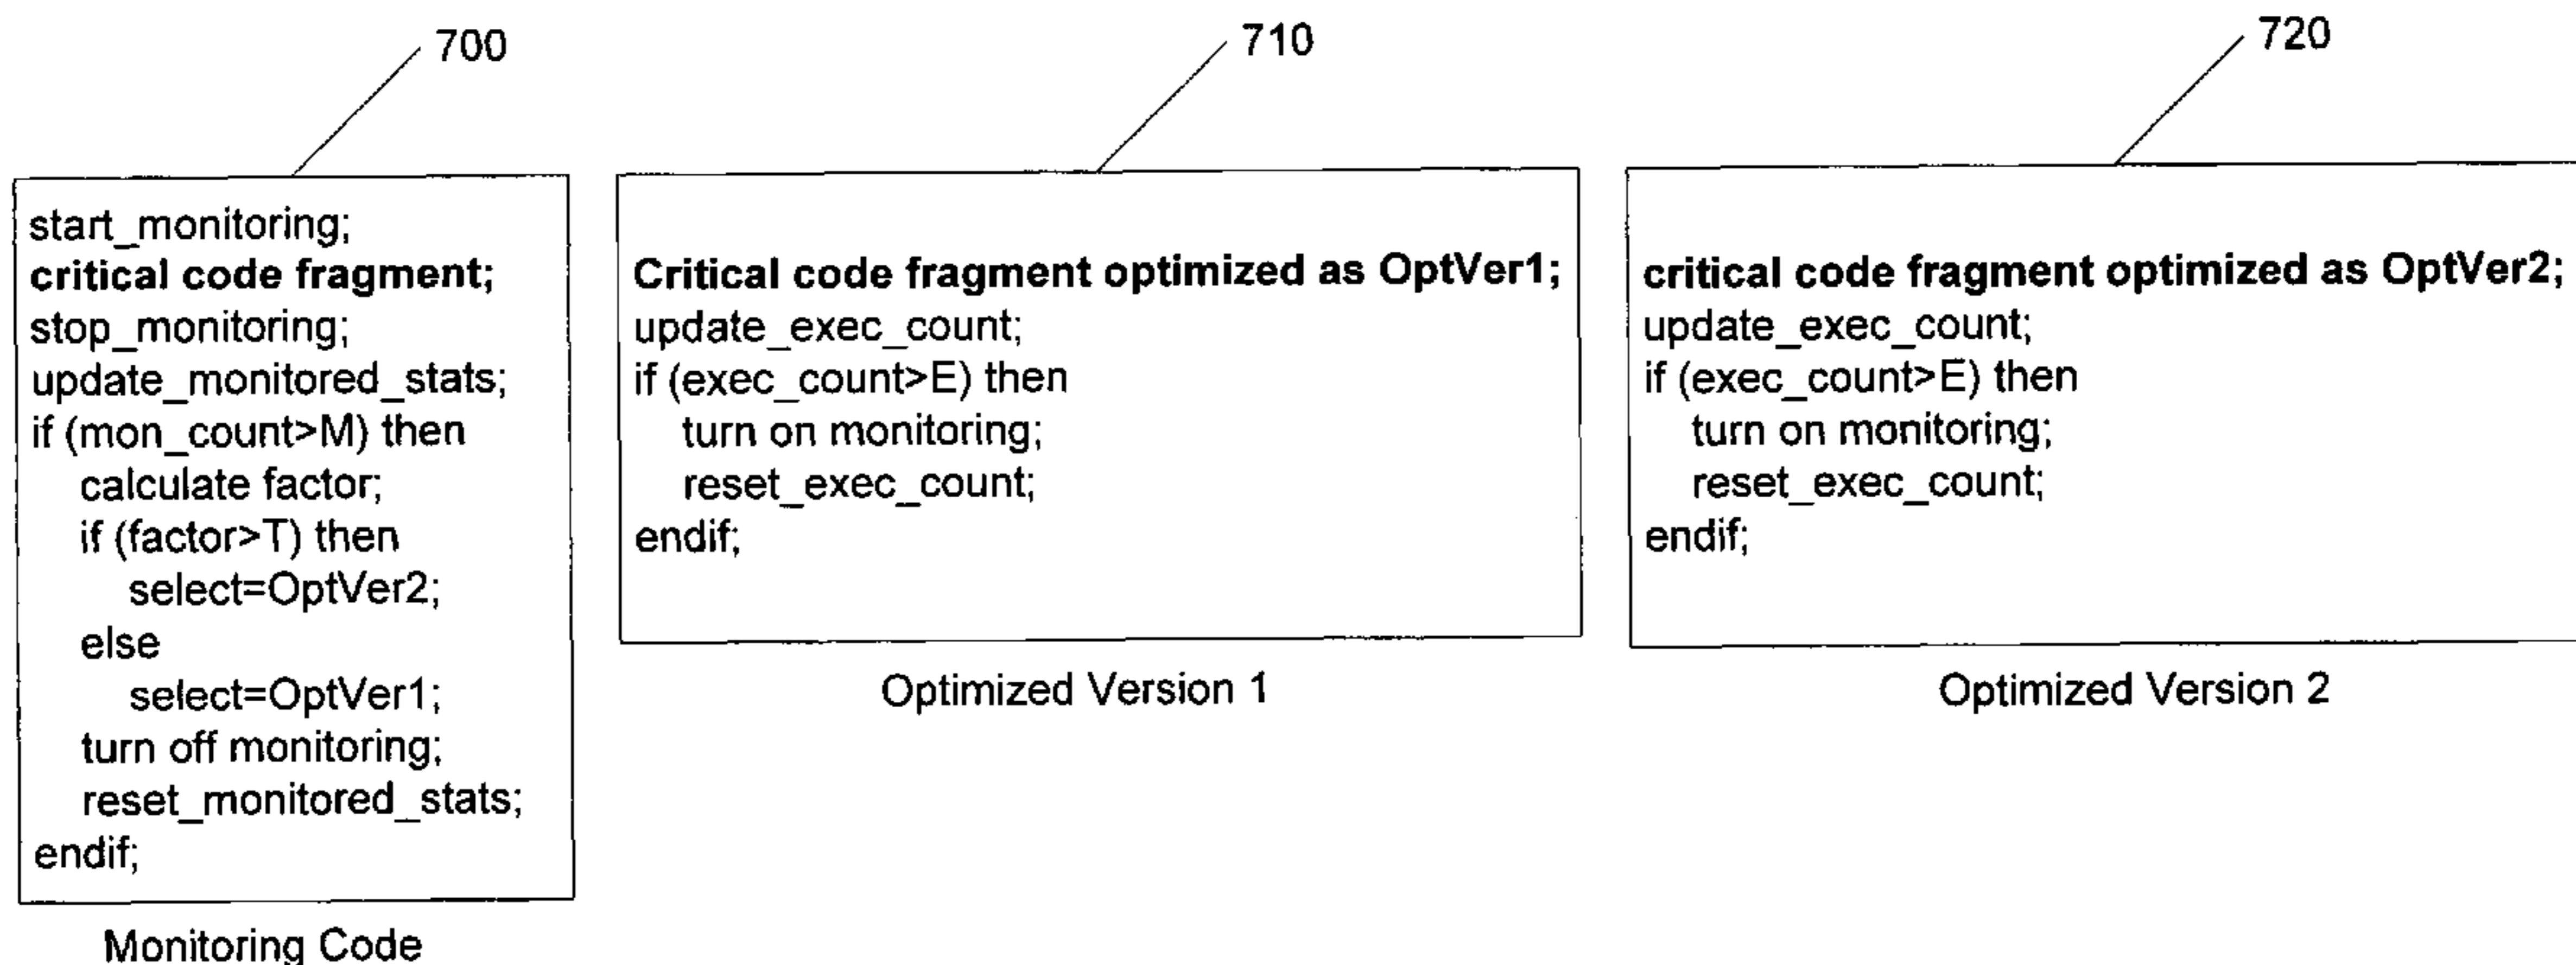 700
710
720
start_monitoring;
critical code fragment;
stop_monitoring;
update_monitored_stats;
if (mon_count>M) then
calculate factor;
if (factor>T) then
select=OptVer2;
else
select=OptVer1;
turn off monitoring;
reset_monitored_stats;
endif;
Monitoring Code
Critical code fragment optimized as OptVer1;
update_exec_count;
if (exec_count>E) then
turn on monitoring;
reset_exec_count;
endif;
Optimized Version 1
critical code fragment optimized as OptVer2;
update_exec_count;
if (exec_count>E) then
turn on monitoring;
reset_exec_count;
endif;
Optimized Version 2